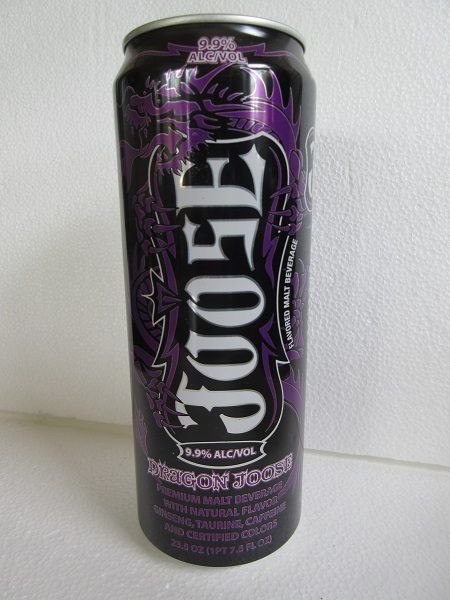 9.9%
ALC/VOL
JOOSE
FLAVORED MALT BEVERAGE
9.9% ALC/VOL
DRAGON JOOSE
PREMIUM MALT BEVERAGE
WITH NATURAL FLAVOR
GINSENG, TAURINE, CAFFEINE
AND CERTIFIED COLORS
23.5 OZ (1PT 7.5 FL OZ)